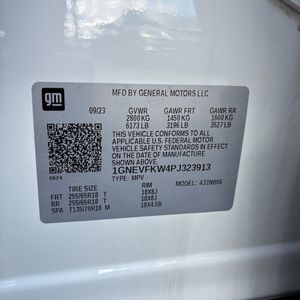 gm
MFD BY GENERAL MOTORS LLC
09/23 GVWR GAWR FRT GAWR RR
2800 KG 1450 KG 1600 KG
6173 LB 3196 LB 3527 LB
THIS VEHICLE CONFORMS TO ALL
APPLICABLE U.S. FEDERAL MOTOR
VEHICLE SAFETY STANDARDS IN EFFECT
ON THE DATE OF MANUFACTURE
SHOWN ABOVE.
1GNEVFKW4PJ323913
TYPE: MPV MODEL: 431NB56
TIRE SIZE RIM
FRT 255/65R18 T 18X8J
RR 255/65R18 T 18X8J
SPA T135/70R18 M 18X4.5B